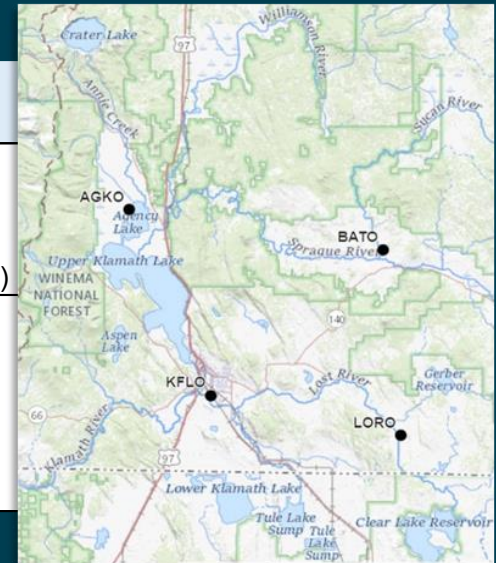 Crater Lake
97
Williamson
River
Annie Creek
Sycan River
AGKO
Agency
Lake
BATO
Sprague River
)
Upper Klamath Lake
WINEMA
NATIONAL
FOREST
140
Aspen
Lake
Gerber
Reservoir
KFLO
Lost River
66
LORO
Klamath River
97
Lower Klamath Lake
Tule Lake
Sump
Tule
Lake
Sump
Clear Lake Reservoir